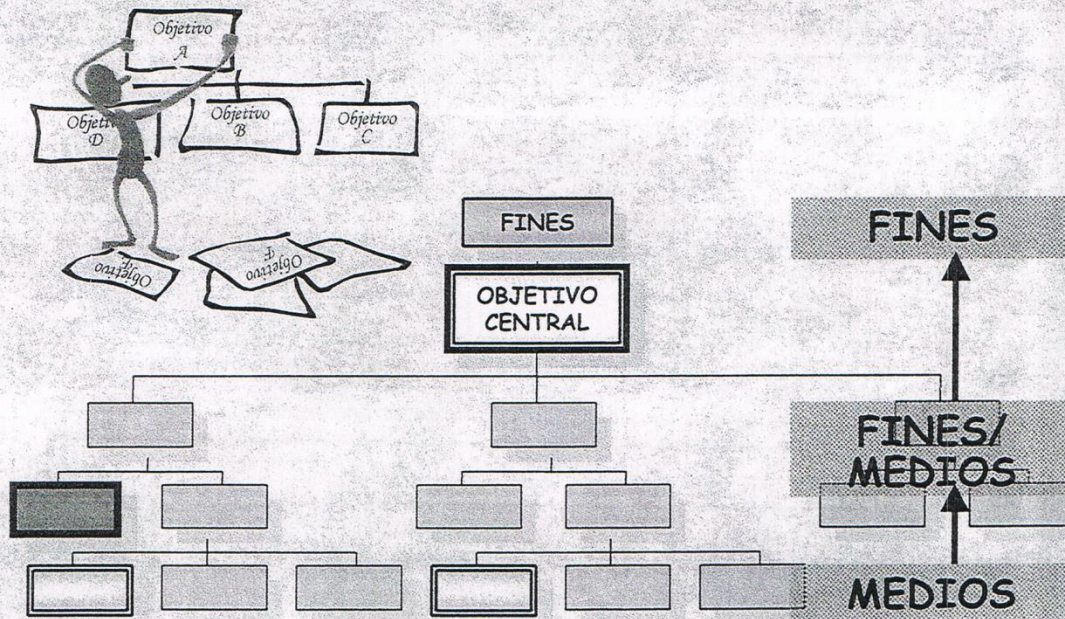 Objetivo
A
Objetivo
D
Objetivo
B
Objetivo
C
Objetivo
Objetivo
F
FINES
OBJETIVO
CENTRAL
FINES
FINES/
MEDIOS
MEDIOS